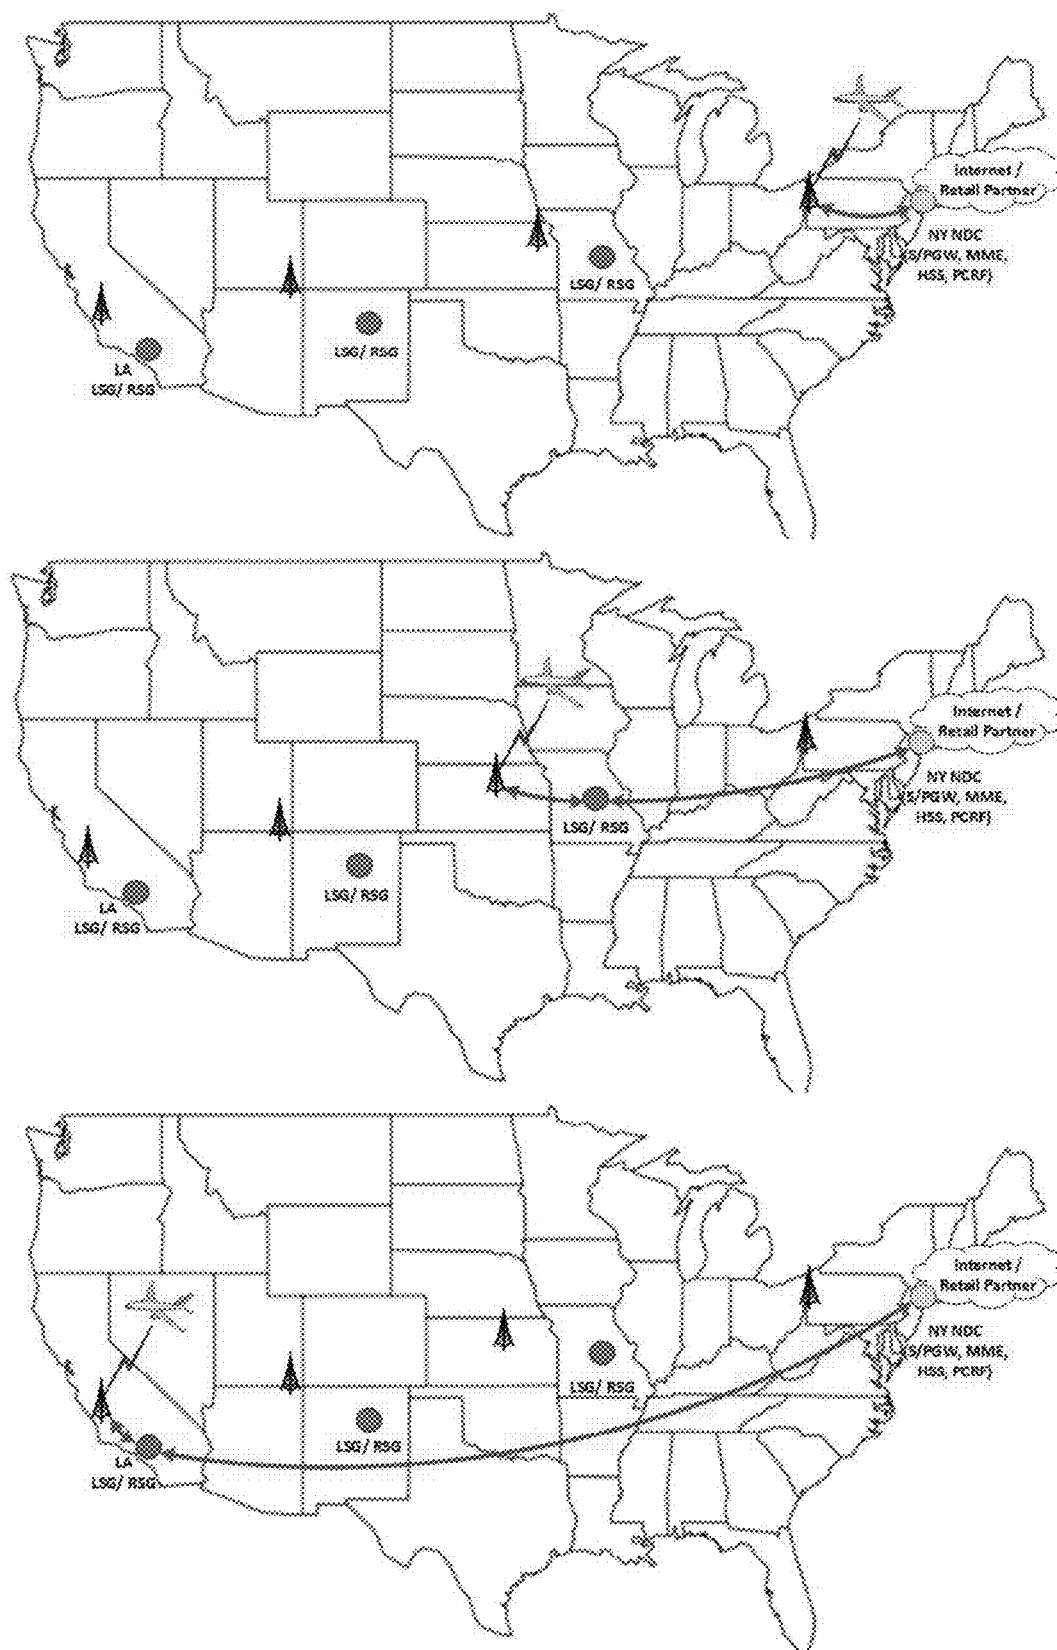 Internet /
Retail Partner
NY NDC
(S/PGW, MME,
HSS, PCRF)
LSG/ RSG
LSG/ RSG
LA
LSG/ RSG
Internet /
Retail Partner
NY NDC
(S/PGW, MME,
HSS, PCRF)
LSG/ RSG
LSG/ RSG
LA
LSG/ RSG
Internet /
Retail Partner
NY NDC
(S/PGW, MME,
HSS, PCRF)
LSG/ RSG
LSG/ RSG
LA
LSG/ RSG